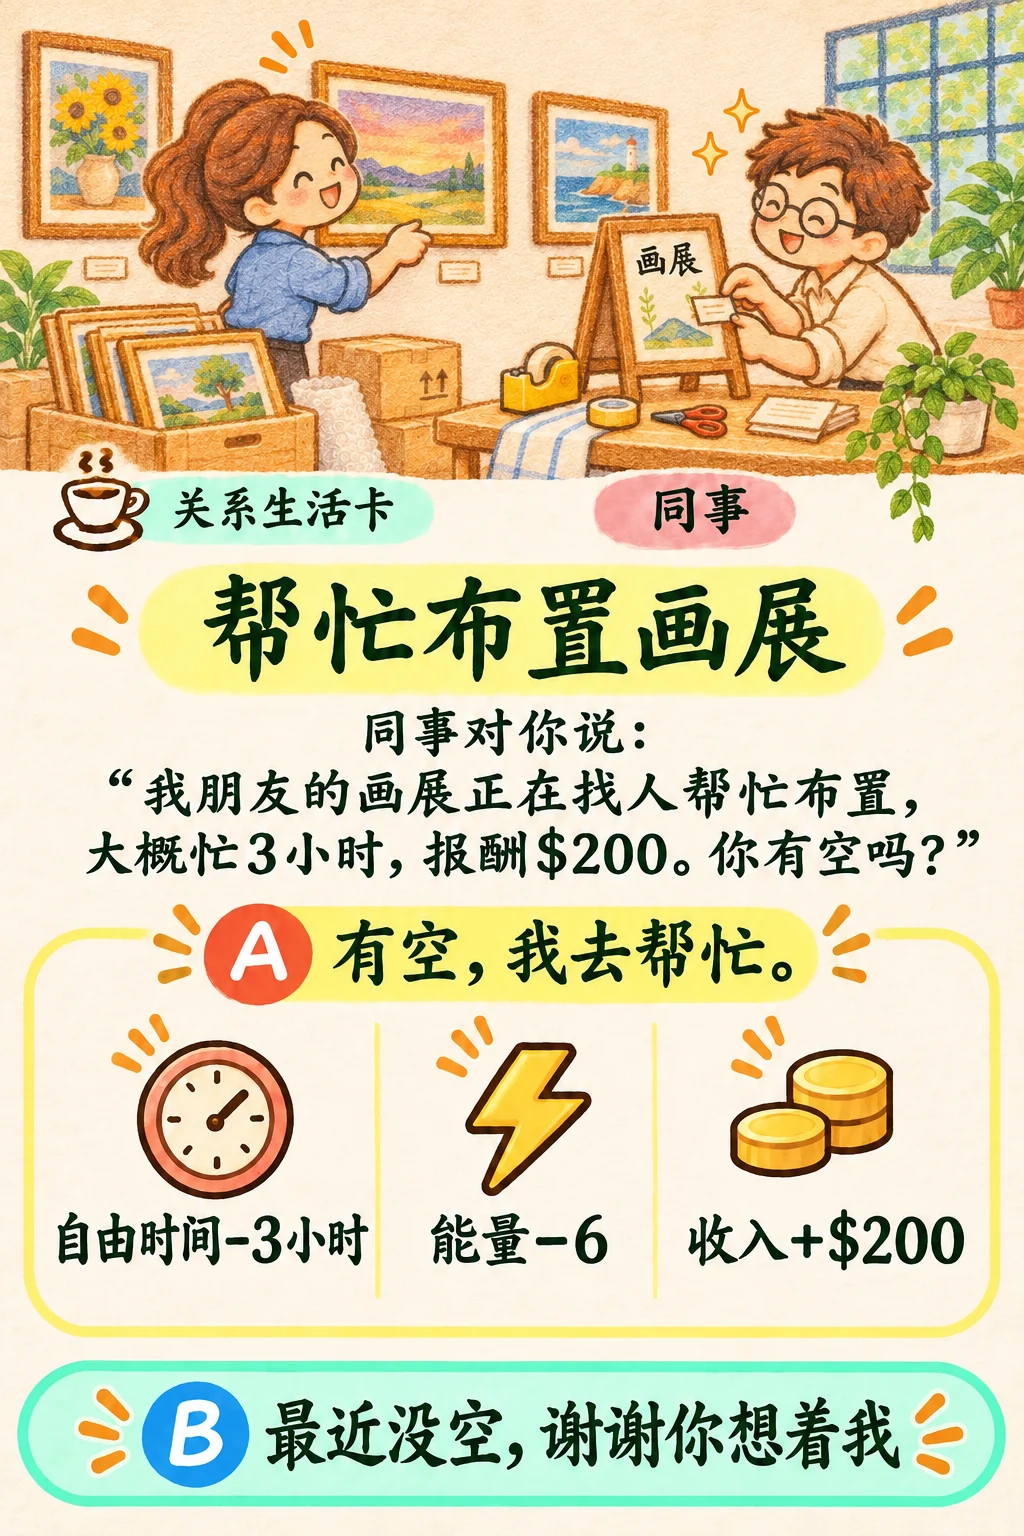 画展
关系生活卡
同事
帮忙布置画展
同事对你说：
“我朋友的画展正在找人帮忙布置，
大概忙3小时，报酬$200。你有空吗？”
A 有空，我去帮忙。
自由时间-3小时
能量-6
收入+$200
B 最近没空，谢谢你想着我